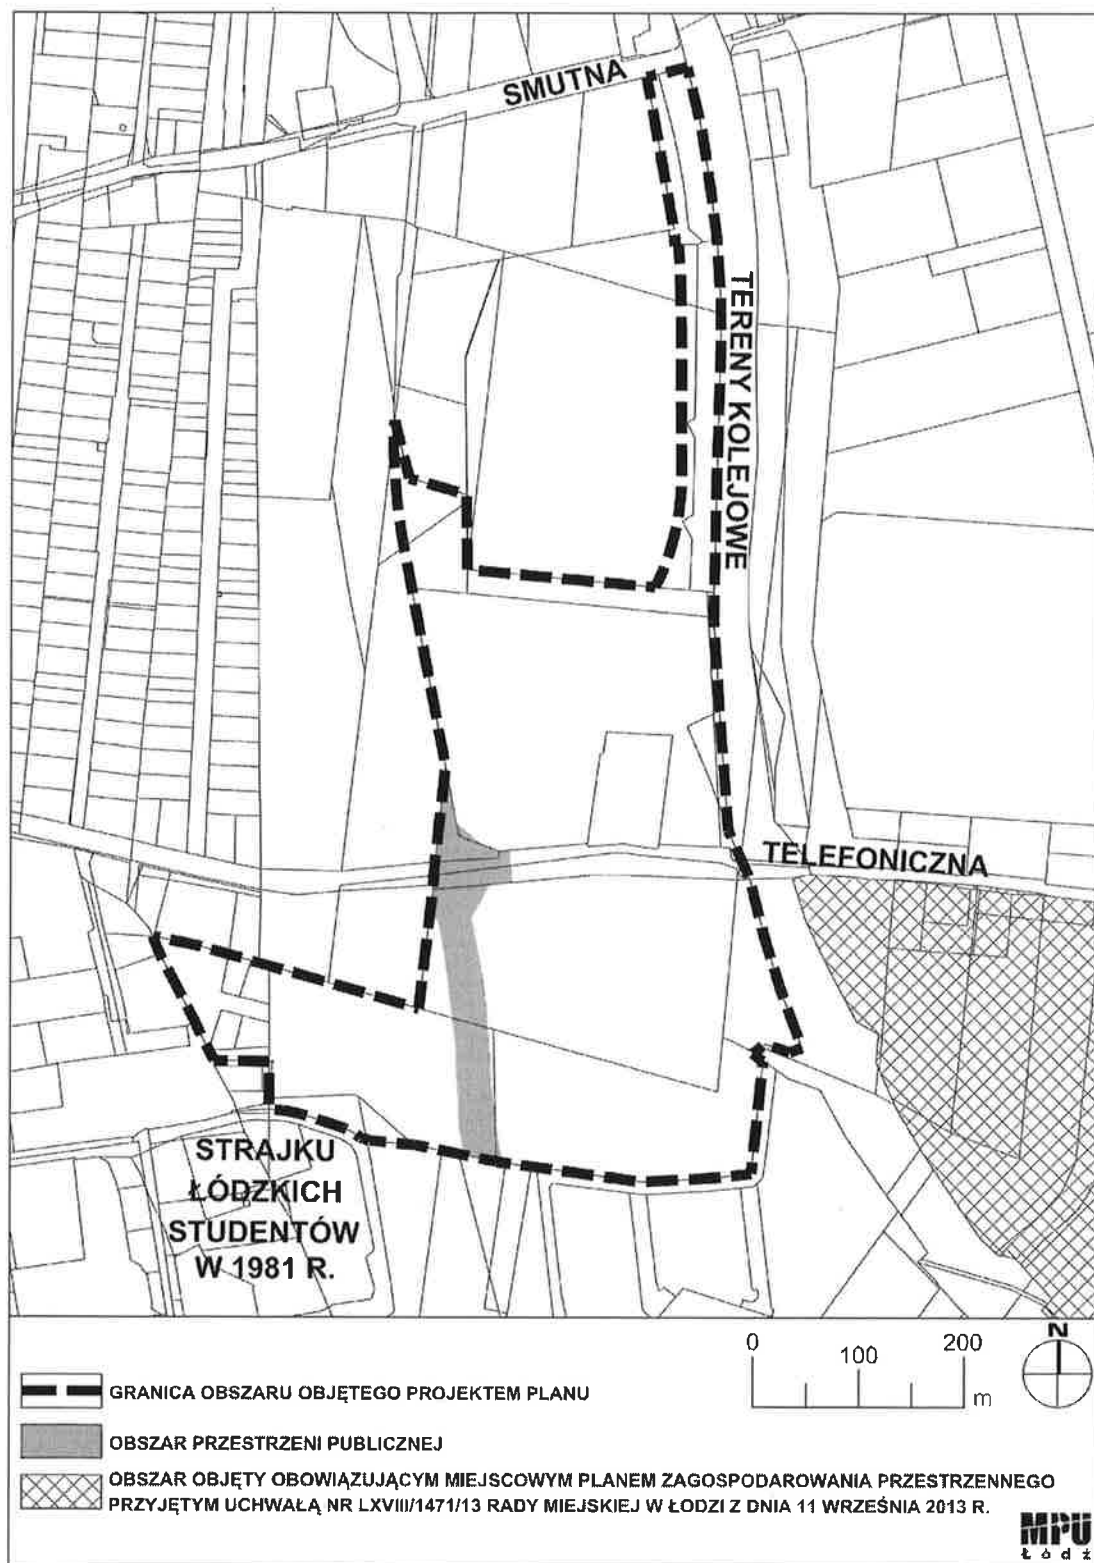 SMUTNA
TERENY KOLEJOWE
TELEFONICZNA
STRAJKU
ŁÓDZKICH
STUDENTÓW
W 1981 R.
0
100
200
m
N
GRANICA OBSZARU OBJĘTEGO PROJEKTEM PLANU
OBSZAR PRZESTRZENI PUBLICZNEJ
OBSZAR OBJĘTY OBOWIĄZUJĄCYM MIEJSCOWYM PLANEM ZAGOSPODAROWANIA PRZESTRZENNEGO
PRZYJĘTYM UCHWAŁĄ NR LXVIII/1471/13 RADY MIEJSKIEJ W ŁODZI Z DNIA 11 WRZEŚNIA 2013 R.
MPU
Łódź